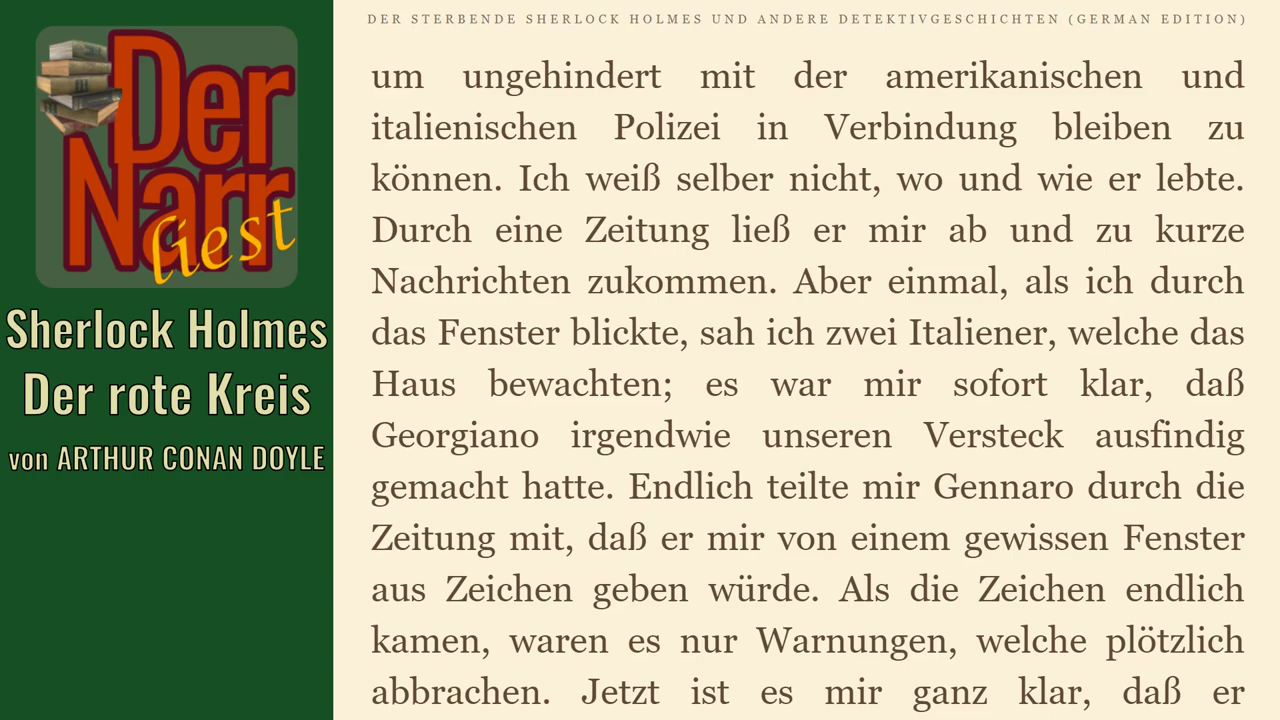 Der
Narr
liest
Sherlock Holmes
Der rote Kreis
von ARTHUR CONAN DOYLE
DER STERBENDE SHERLOCK HOLMES UND ANDERE DETEKTIVGESCHICHTEN (GERMAN EDITION)
um ungehindert mit der amerikanischen und
italienischen Polizei in Verbindung bleiben zu
können. Ich weiß selber nicht, wo und wie er lebte.
Durch eine Zeitung ließ er mir ab und zu kurze
Nachrichten zukommen. Aber einmal, als ich durch
das Fenster blickte, sah ich zwei Italiener, welche das
Haus bewachten; es war mir sofort klar, daß
Georgiano irgendwie unseren Versteck ausfindig
gemacht hatte. Endlich teilte mir Gennaro durch die
Zeitung mit, daß er mir von einem gewissen Fenster
aus Zeichen geben würde. Als die Zeichen endlich
kamen, waren es nur Warnungen, welche plötzlich
abbrachen. Jetzt ist es mir ganz klar, daß er